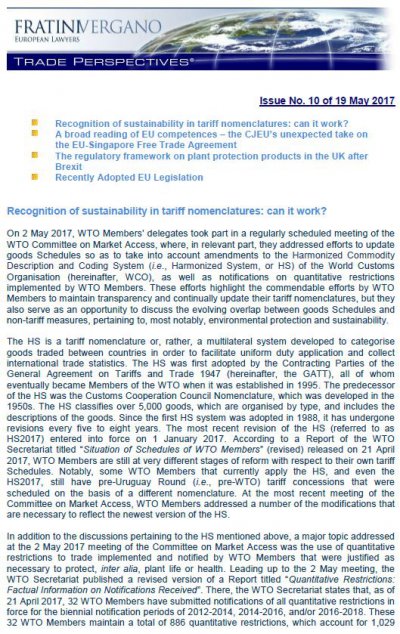 FRATINIVERGANO
EUROPEAN LAWYERS
TRADE PERSPECTIVES®
Issue No. 10 of 19 May 2017
Recognition of sustainability in tariff nomenclatures: can it work?
A broad reading of EU competences – the CJEU's unexpected take on
the EU-Singapore Free Trade Agreement
The regulatory framework on plant protection products in the UK after
Brexit
Recently Adopted EU Legislation
Recognition of sustainability in tariff nomenclatures: can it work?
On 2 May 2017, WTO Members' delegates took part in a regularly scheduled meeting of the
WTO Committee on Market Access, where, in relevant part, they addressed efforts to update
goods Schedules so as to take into account amendments to the Harmonized Commodity
Description and Coding System (i.e., Harmonized System, or HS) of the World Customs
Organisation (hereinafter, WCO), as well as notifications on quantitative restrictions
implemented by WTO Members. These efforts highlight the commendable efforts by WTO
Members to maintain transparency and continually update their tariff nomenclatures, but they
also serve as an opportunity to discuss the evolving overlap between goods Schedules and
non-tariff measures, pertaining to, most notably, environmental protection and sustainability.
The HS is a tariff nomenclature or, rather, a multilateral system developed to categorise
goods traded between countries in order to facilitate uniform duty application and collect
international trade statistics. The HS was first adopted by the Contracting Parties of the
General Agreement on Tariffs and Trade 1947 (hereinafter, the GATT), all of whom
eventually became Members of the WTO when it was established in 1995. The predecessor
of the HS was the Customs Cooperation Council Nomenclature, which was developed in the
1950s. The HS classifies over 5,000 goods, which are organised by type, and includes the
descriptions of the goods. Since the first HS system was adopted in 1988, it has undergone
revisions every five to eight years. The most recent revision of the HS (referred to as
HS2017) entered into force on 1 January 2017. According to a Report of the WTO
Secretariat titled “Situation of Schedules of WTO Members” (revised) released on 21 April
2017, WTO Members are still at very different stages of reform with respect to their own tariff
Schedules. Notably, some WTO Members that currently apply the HS, and even the
HS2017, still have pre-Uruguay Round (i.e., pre-WTO) tariff concessions that were
scheduled on the basis of a different nomenclature. At the most recent meeting of the
Committee on Market Access, WTO Members addressed a number of the modifications that
are necessary to reflect the newest version of the HS.
In addition to the discussions pertaining to the HS mentioned above, a major topic addressed
at the 2 May 2017 meeting of the Committee on Market Access was the use of quantitative
restrictions to trade implemented and notified by WTO Members that were justified as
necessary to protect, inter alia, plant life or health. Leading up to the 2 May meeting, the
WTO Secretariat published a revised version of a Report titled “Quantitative Restrictions:
Factual Information on Notifications Received”. There, the WTO Secretariat states that, as of
21 April 2017, 32 WTO Members have submitted notifications of all quantitative restrictions in
force for the biennial notification periods of 2012-2014, 2014-2016, and/or 2016-2018. These
32 WTO Members maintain a total of 886 quantitative restrictions, which account for 1,029